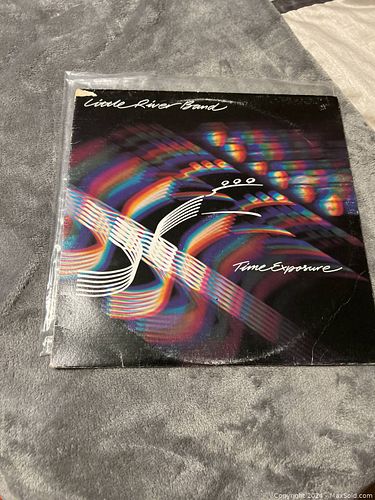 Little River Band
Time Exposure
Copyright 2024 - MaxSold.com